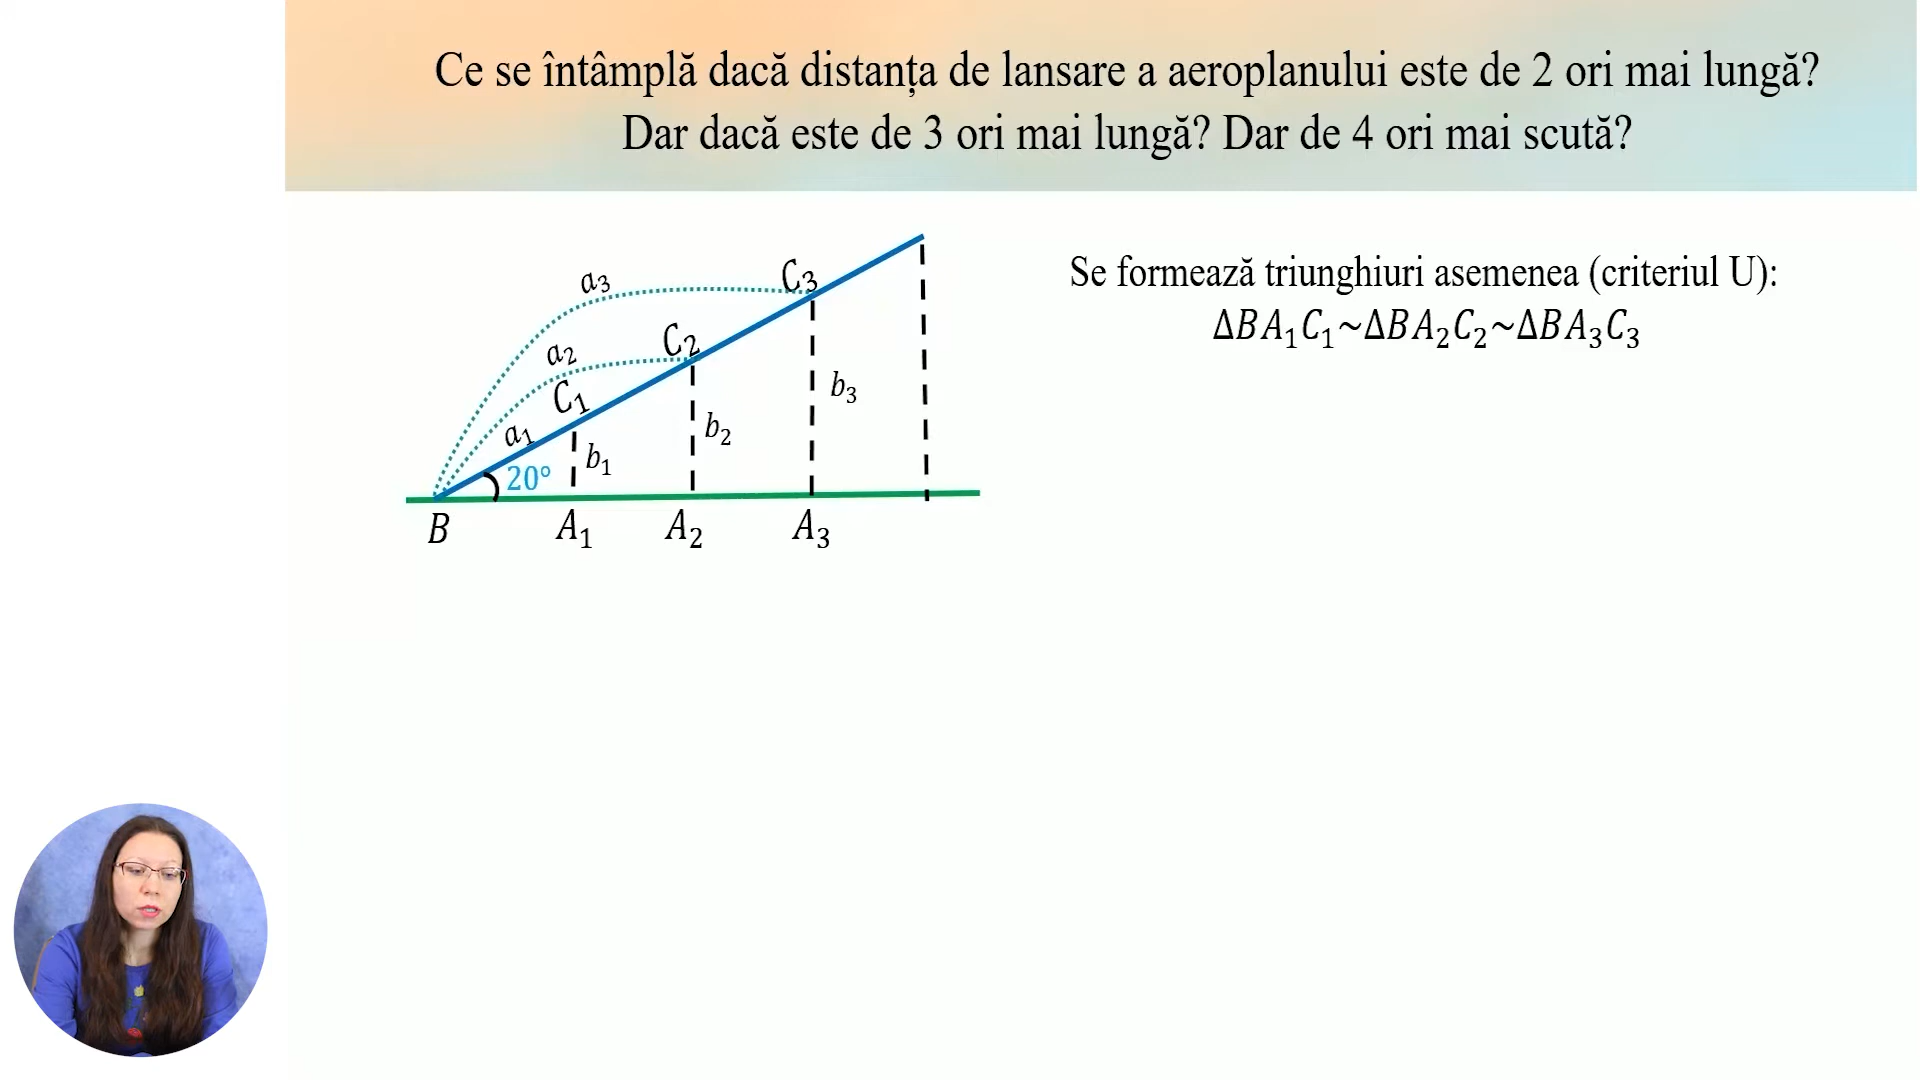 Ce se întâmplă dacă distanța de lansare a aeroplanului este de 2 ori mai lungă?
Dar dacă este de 3 ori mai lungă? Dar de 4 ori mai scută?
Se formează triunghiuri asemenea (criteriul U):
ΔBA₁C₁~ΔBA₂C₂~ΔBA₃C₃
a₃
C₃
a₂
C₂
C₁
b₃
a₁
b₂
b₁
20°
B
A₁
A₂
A₃